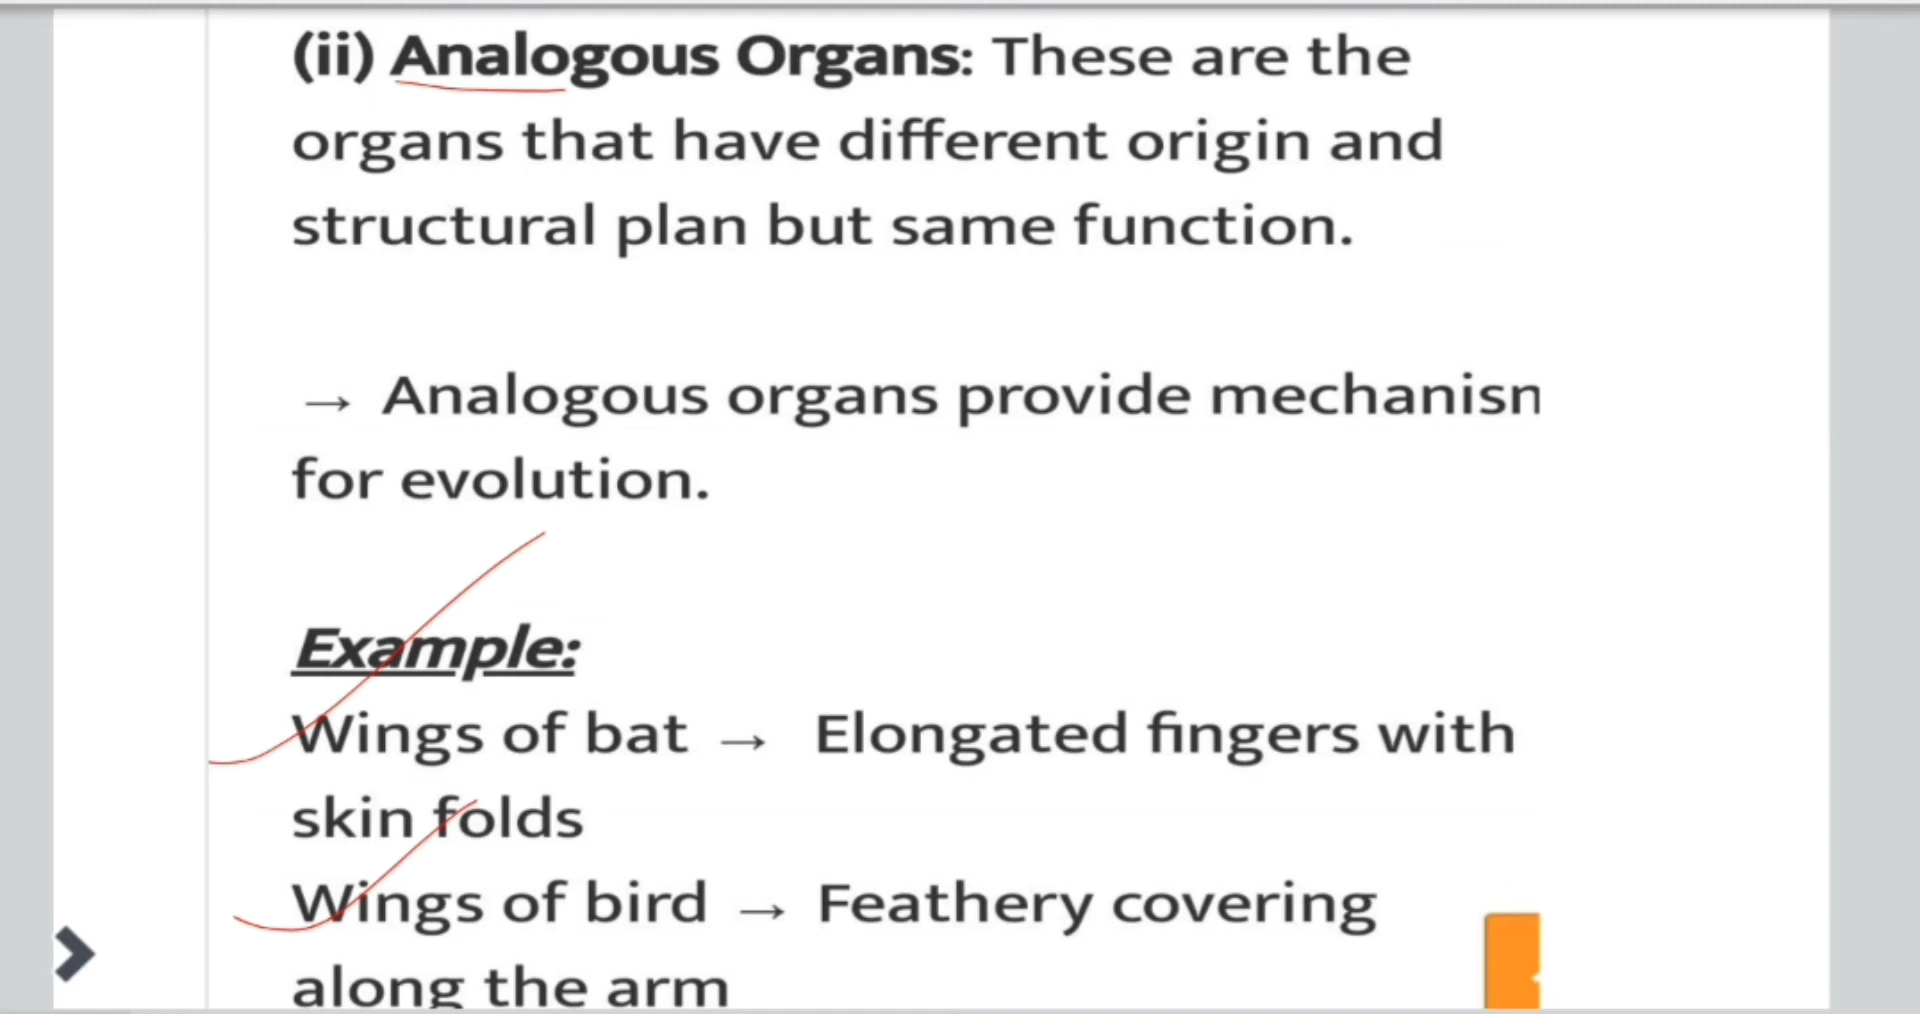 (ii) Analogous Organs: These are the
organs that have different origin and
structural plan but same function.
→ Analogous organs provide mechanisn
for evolution.
Example:
Wings of bat → Elongated fingers with
skin folds
Wings of bird → Feathery covering
along the arm